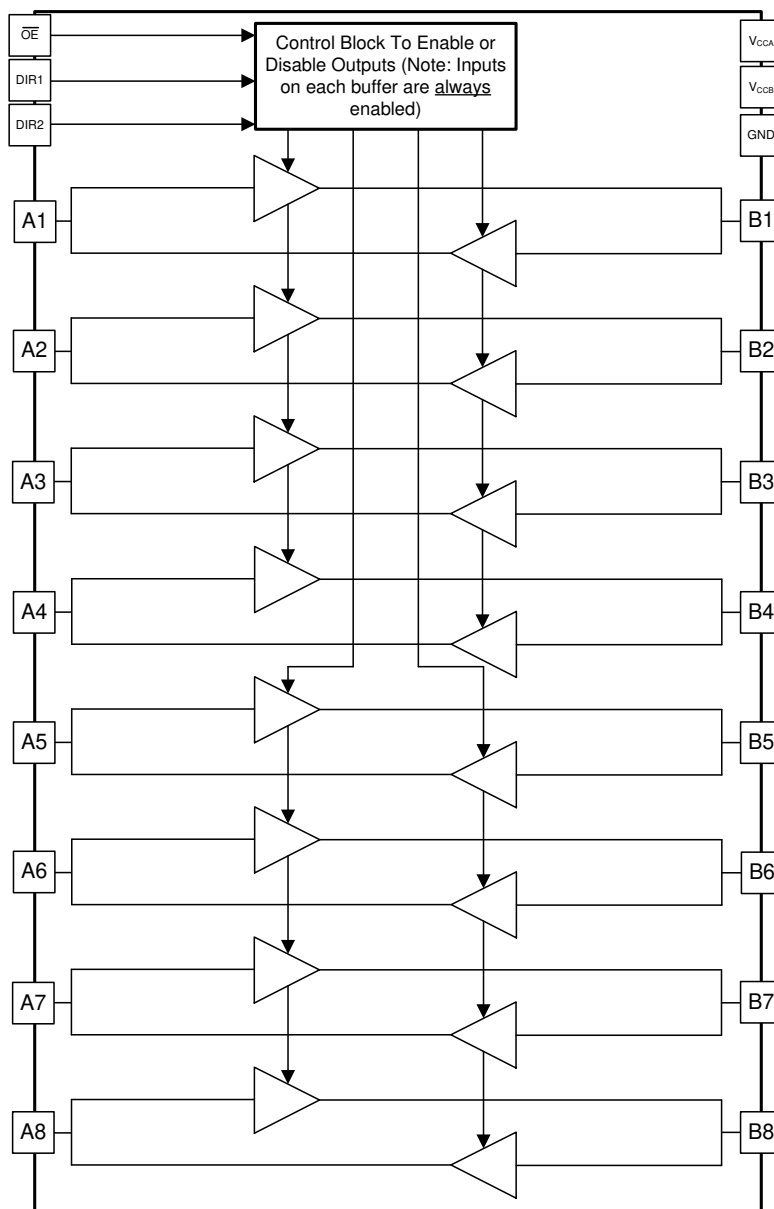 OE
DIR1
DIR2
Control Block To Enable or
Disable Outputs (Note: Inputs
on each buffer are always
enabled)
VCCA
VCCB
GND
A1
B1
A2
B2
A3
B3
A4
B4
A5
B5
A6
B6
A7
B7
A8
B8